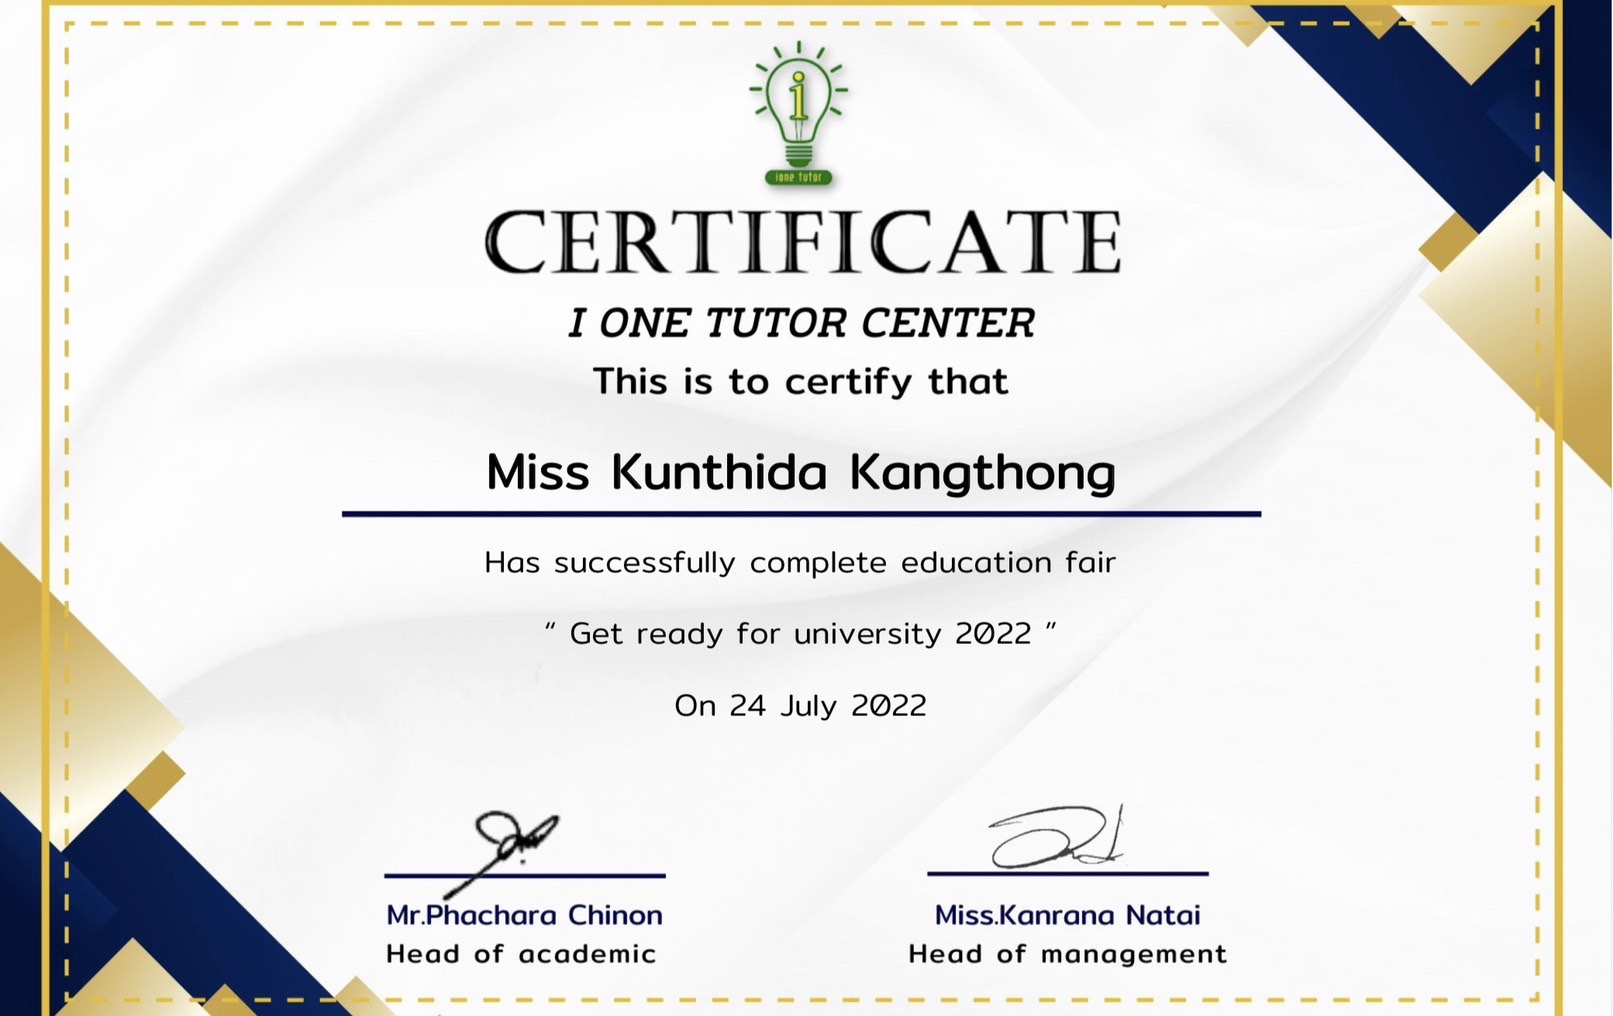 i
ione tutor
CERTIFICATE
I ONE TUTOR CENTER
This is to certify that
Miss Kunthida Kangthong
Has successfully complete education fair
“ Get ready for university 2022 ”
On 24 July 2022
Mr.Phachara Chinon
Miss.Kanrana Natai
Head of academic
Head of management